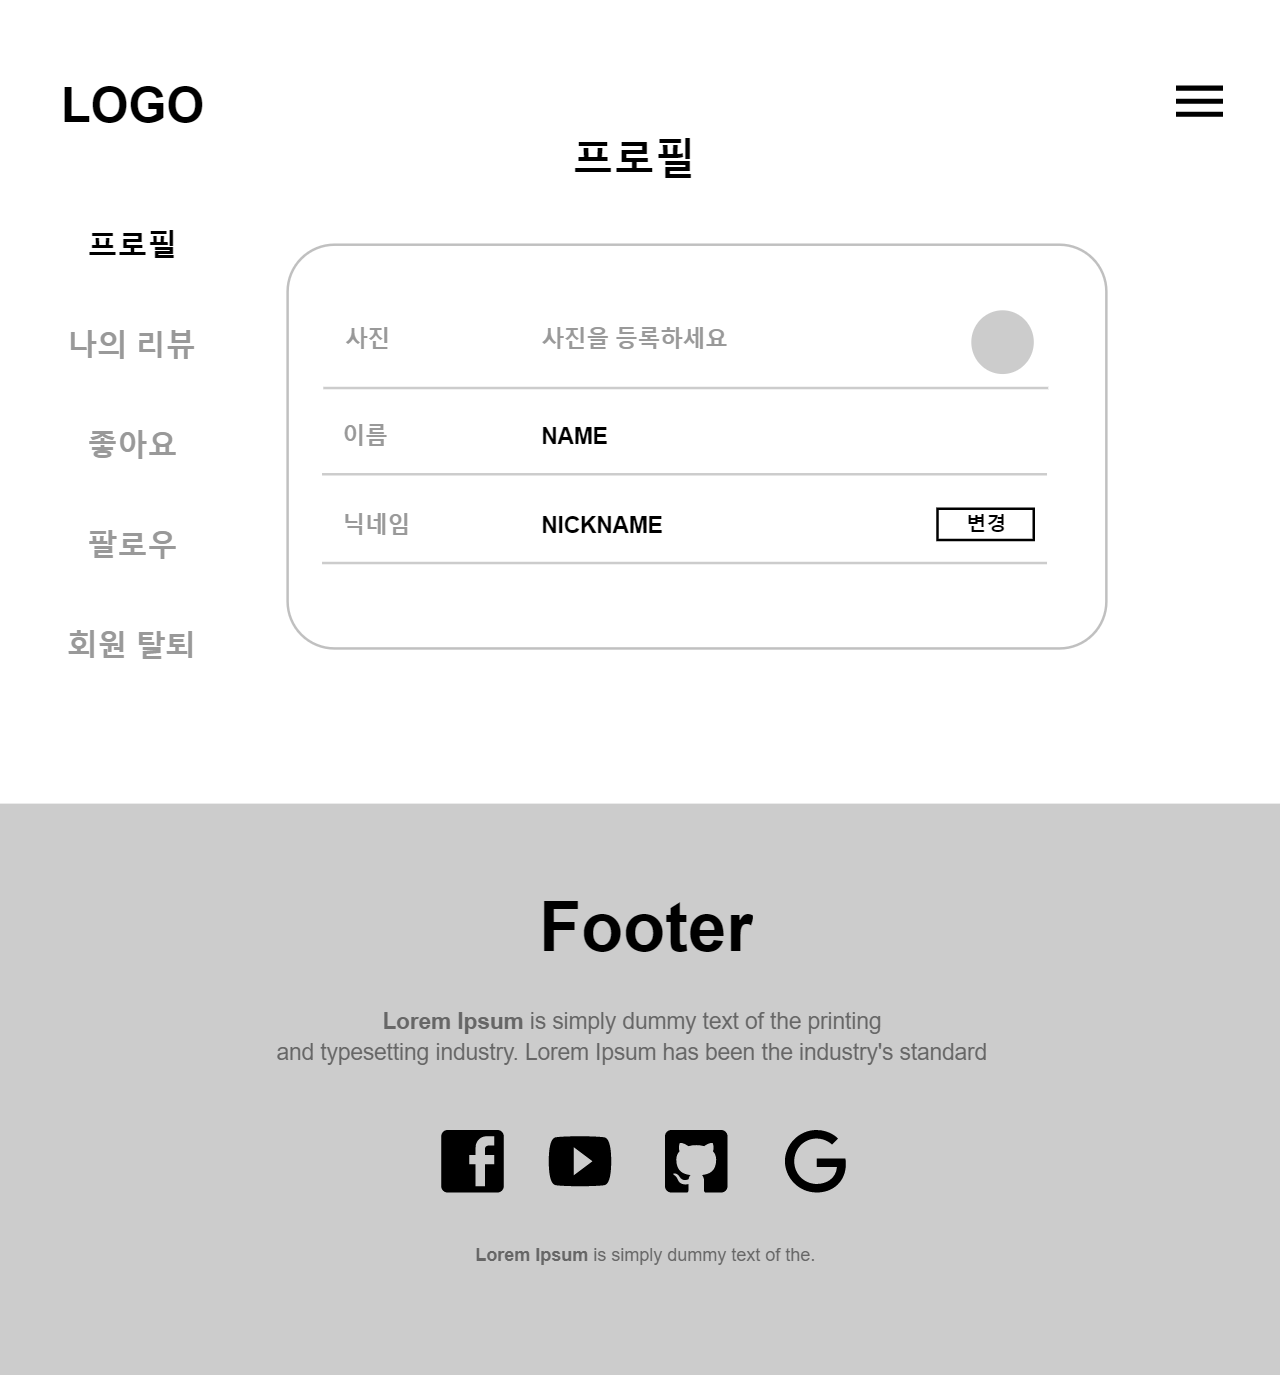 LOGO
프로필
프로필
나의 리뷰
좋아요
팔로우
회원 탈퇴
사진 사진을 등록하세요
이름 NAME
닉네임 NICKNAME 변경
Footer
Lorem Ipsum is simply dummy text of the printing
and typesetting industry. Lorem Ipsum has been the industry's standard
Lorem Ipsum is simply dummy text of the.